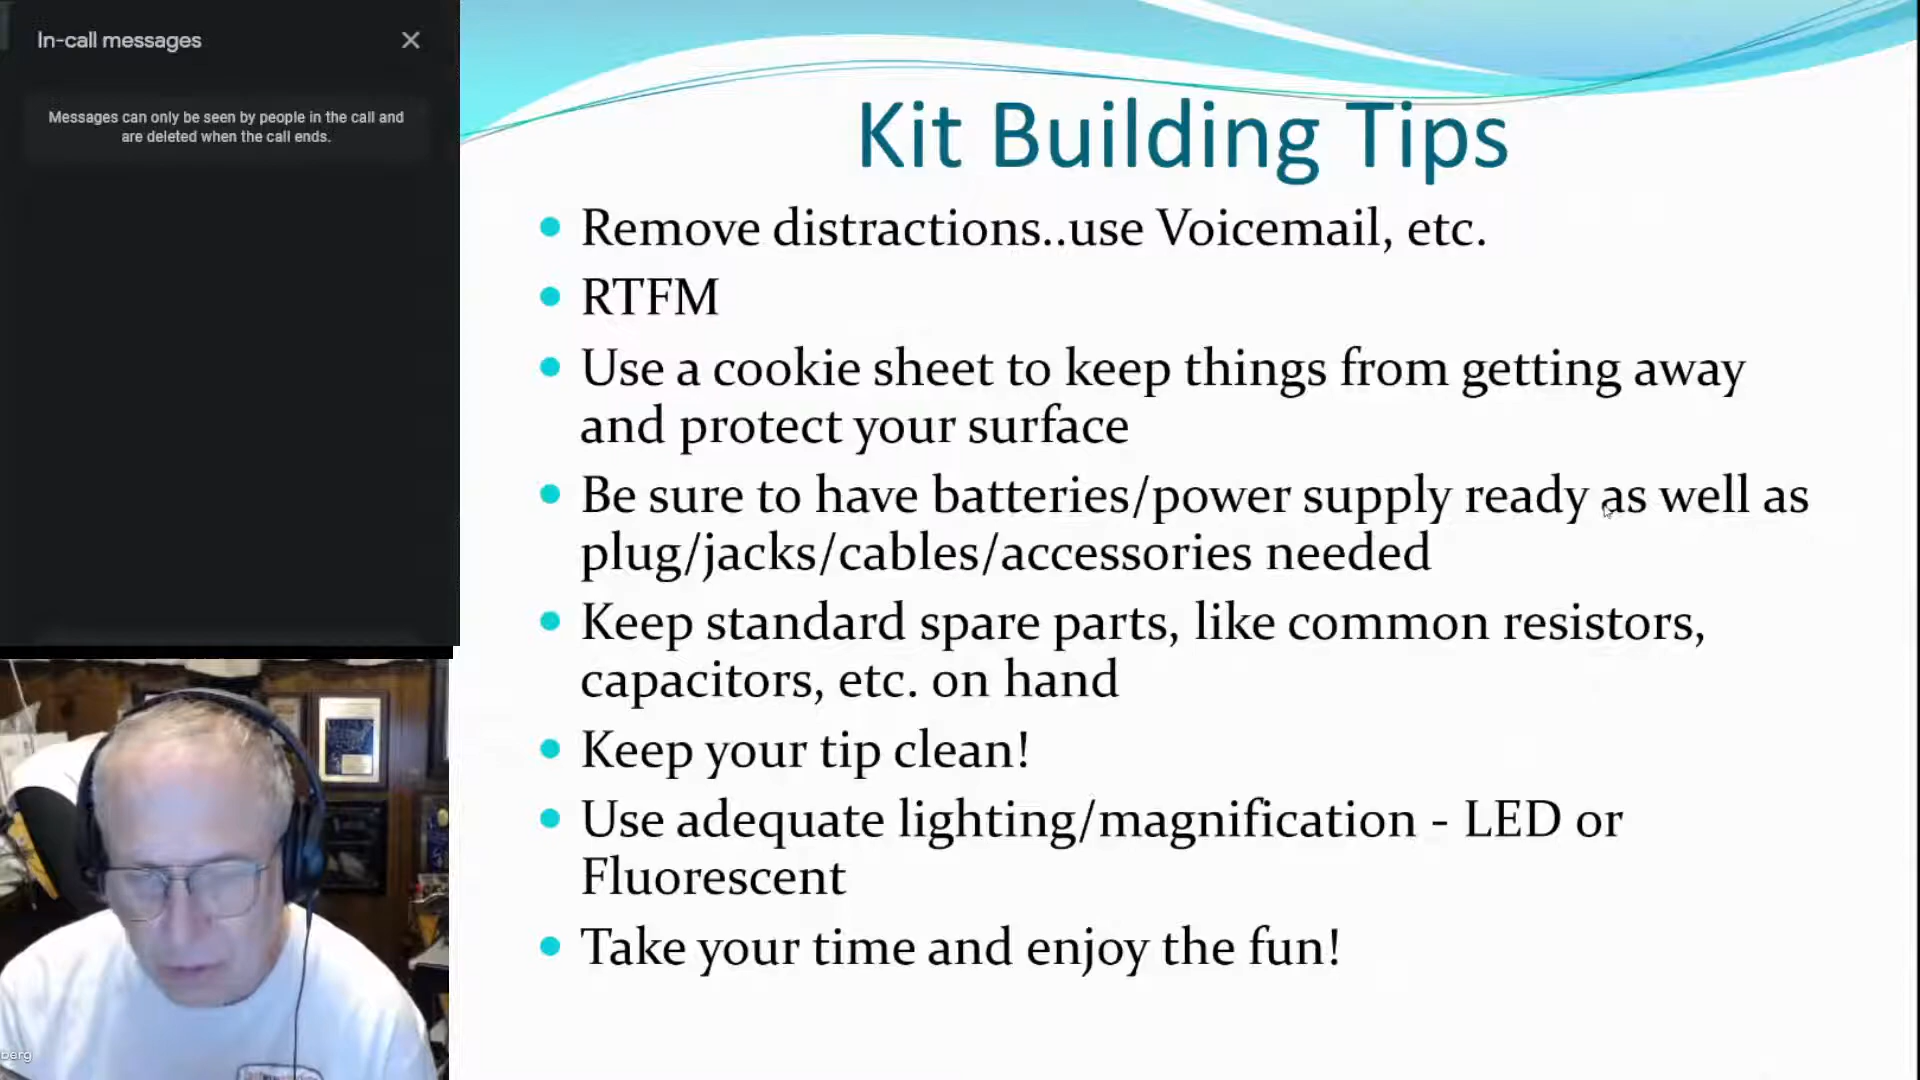 In-call messages
Messages can only be seen by people in the call and
are deleted when the call ends.
Kit Building Tips
Remove distractions..use Voicemail, etc.
RTFM
Use a cookie sheet to keep things from getting away
and protect your surface
Be sure to have batteries/power supply ready as well as
plug/jacks/cables/accessories needed
Keep standard spare parts, like common resistors,
capacitors, etc. on hand
Keep your tip clean!
Use adequate lighting/magnification - LED or
Fluorescent
Take your time and enjoy the fun!
berg